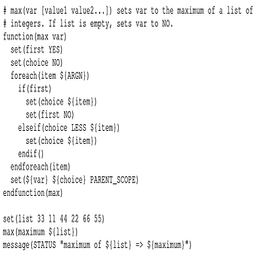 # max(var [value1 value2...]) sets var to the maximum of a list of
# integers. If list is empty, sets var to NO.
function(max var)
  set(first YES)
  set(choice NO)
  foreach(item ${ARGN})
    if(first)
      set(choice ${item})
      set(first NO)
    elseif(choice LESS ${item})
      set(choice ${item})
    endif()
  endforeach(item)
  set(${var} ${choice} PARENT_SCOPE)
endfunction(max)

set(list 33 11 44 22 66 55)
max(maximum ${list})
message(STATUS "maximum of ${list} => ${maximum}")